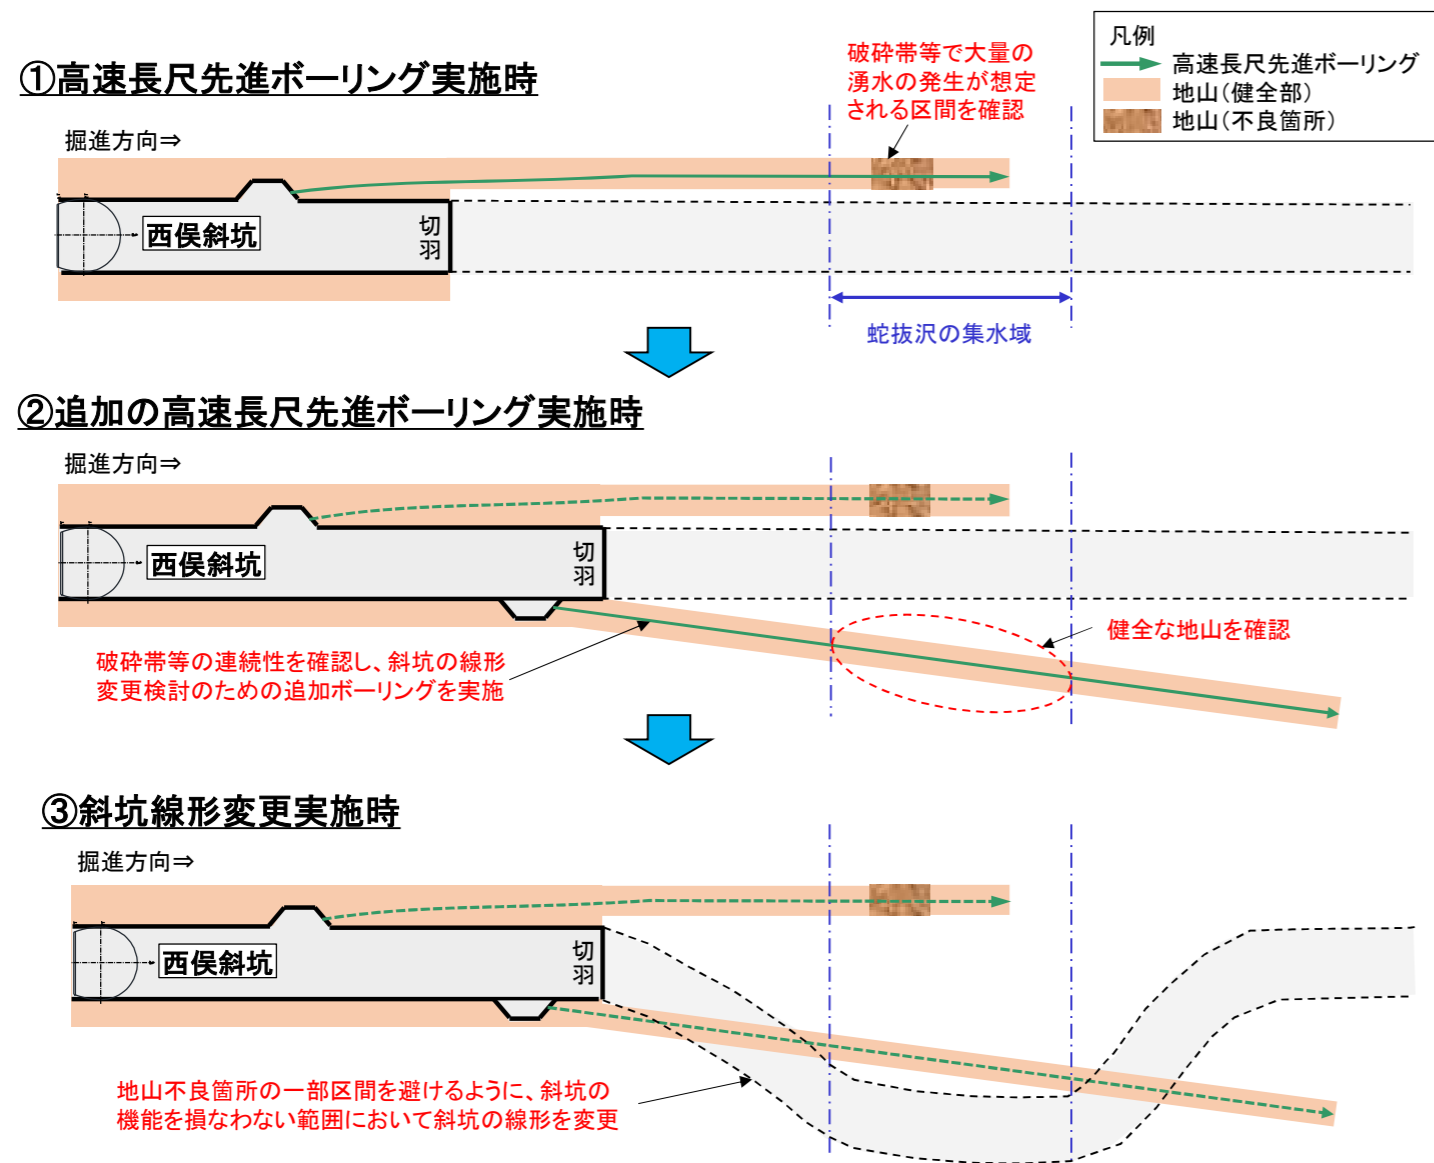 ①高速長尺先進ボーリング実施時
破砕帯等で大量の
湧水の発生が想定
される区間を確認
凡例
高速長尺先進ボーリング
地山（健全部）
地山（不良箇所）
掘進方向⇒
西俣斜坑
切羽
蛇抜沢の集水域
②追加の高速長尺先進ボーリング実施時
掘進方向⇒
西俣斜坑
切羽
健全な地山を確認
破砕帯等の連続性を確認し、斜坑の線形
変更検討のための追加ボーリングを実施
③斜坑線形変更実施時
掘進方向⇒
西俣斜坑
切羽
地山不良箇所の一部区間を避けるように、斜坑の
機能を損なわない範囲において斜坑の線形を変更